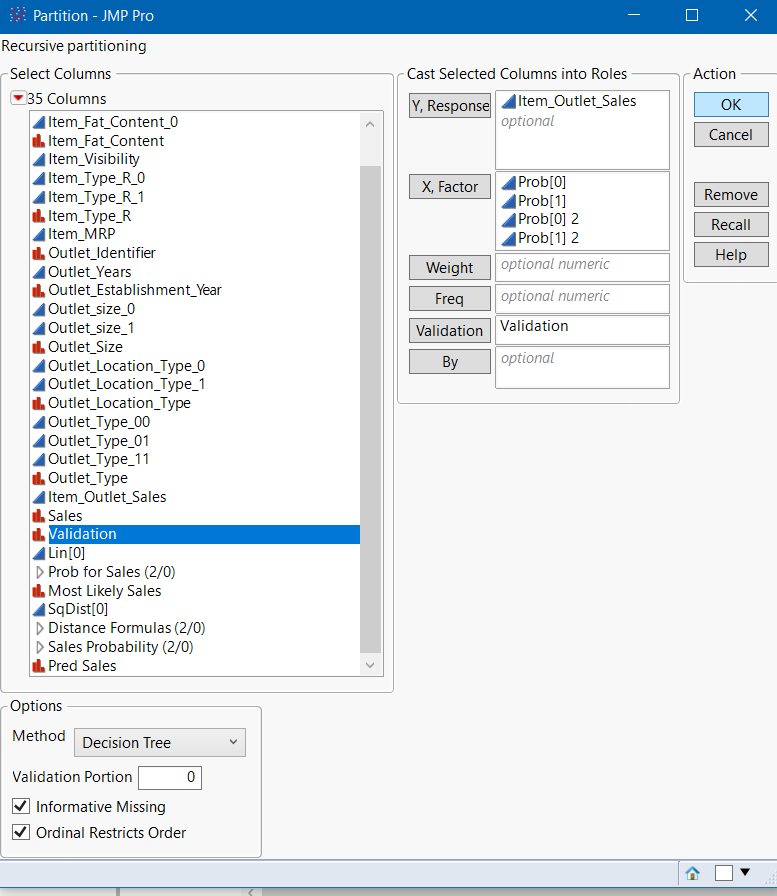 Partition - JMP Pro
Recursive partitioning
Select Columns
35 Columns
Item_Fat_Content_0
Item_Fat_Content
Item_Visibility
Item_Type_R_0
Item_Type_R_1
Item_Type_R
Item_MRP
Outlet_Identifier
Outlet_Years
Outlet_Establishment_Year
Outlet_size_0
Outlet_size_1
Outlet_Size
Outlet_Location_Type_0
Outlet_Location_Type_1
Outlet_Location_Type
Outlet_Type_00
Outlet_Type_01
Outlet_Type_11
Outlet_Type
Item_Outlet_Sales
Sales
Validation
Lin[0]
Prob for Sales (2/0)
Most Likely Sales
SqDist[0]
Distance Formulas (2/0)
Sales Probability (2/0)
Pred Sales
Cast Selected Columns into Roles
Y, Response
Item_Outlet_Sales
optional
X, Factor
Prob[0]
Prob[1]
Prob[0] 2
Prob[1] 2
Weight
optional numeric
Freq
optional numeric
Validation
Validation
By
optional
Action
OK
Cancel
Remove
Recall
Help
Options
Method
Decision Tree
Validation Portion
0
Informative Missing
Ordinal Restricts Order